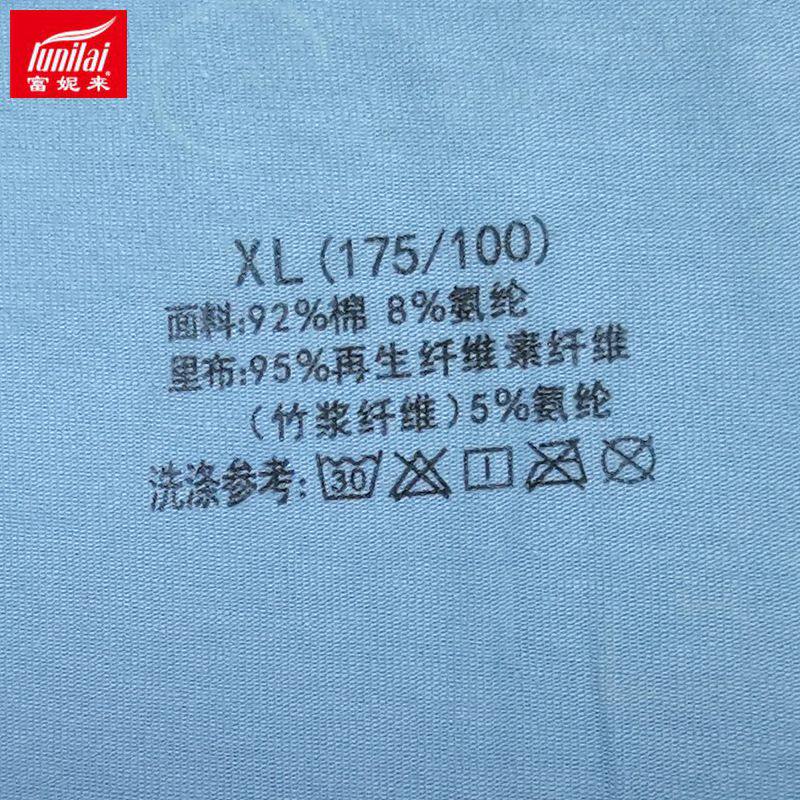 funilai
富妮来
XL(175/100)
面料:92%棉 8%氨纶
里布:95%再生纤维素纤维
(竹浆纤维)5%氨纶
洗涤参考: 30